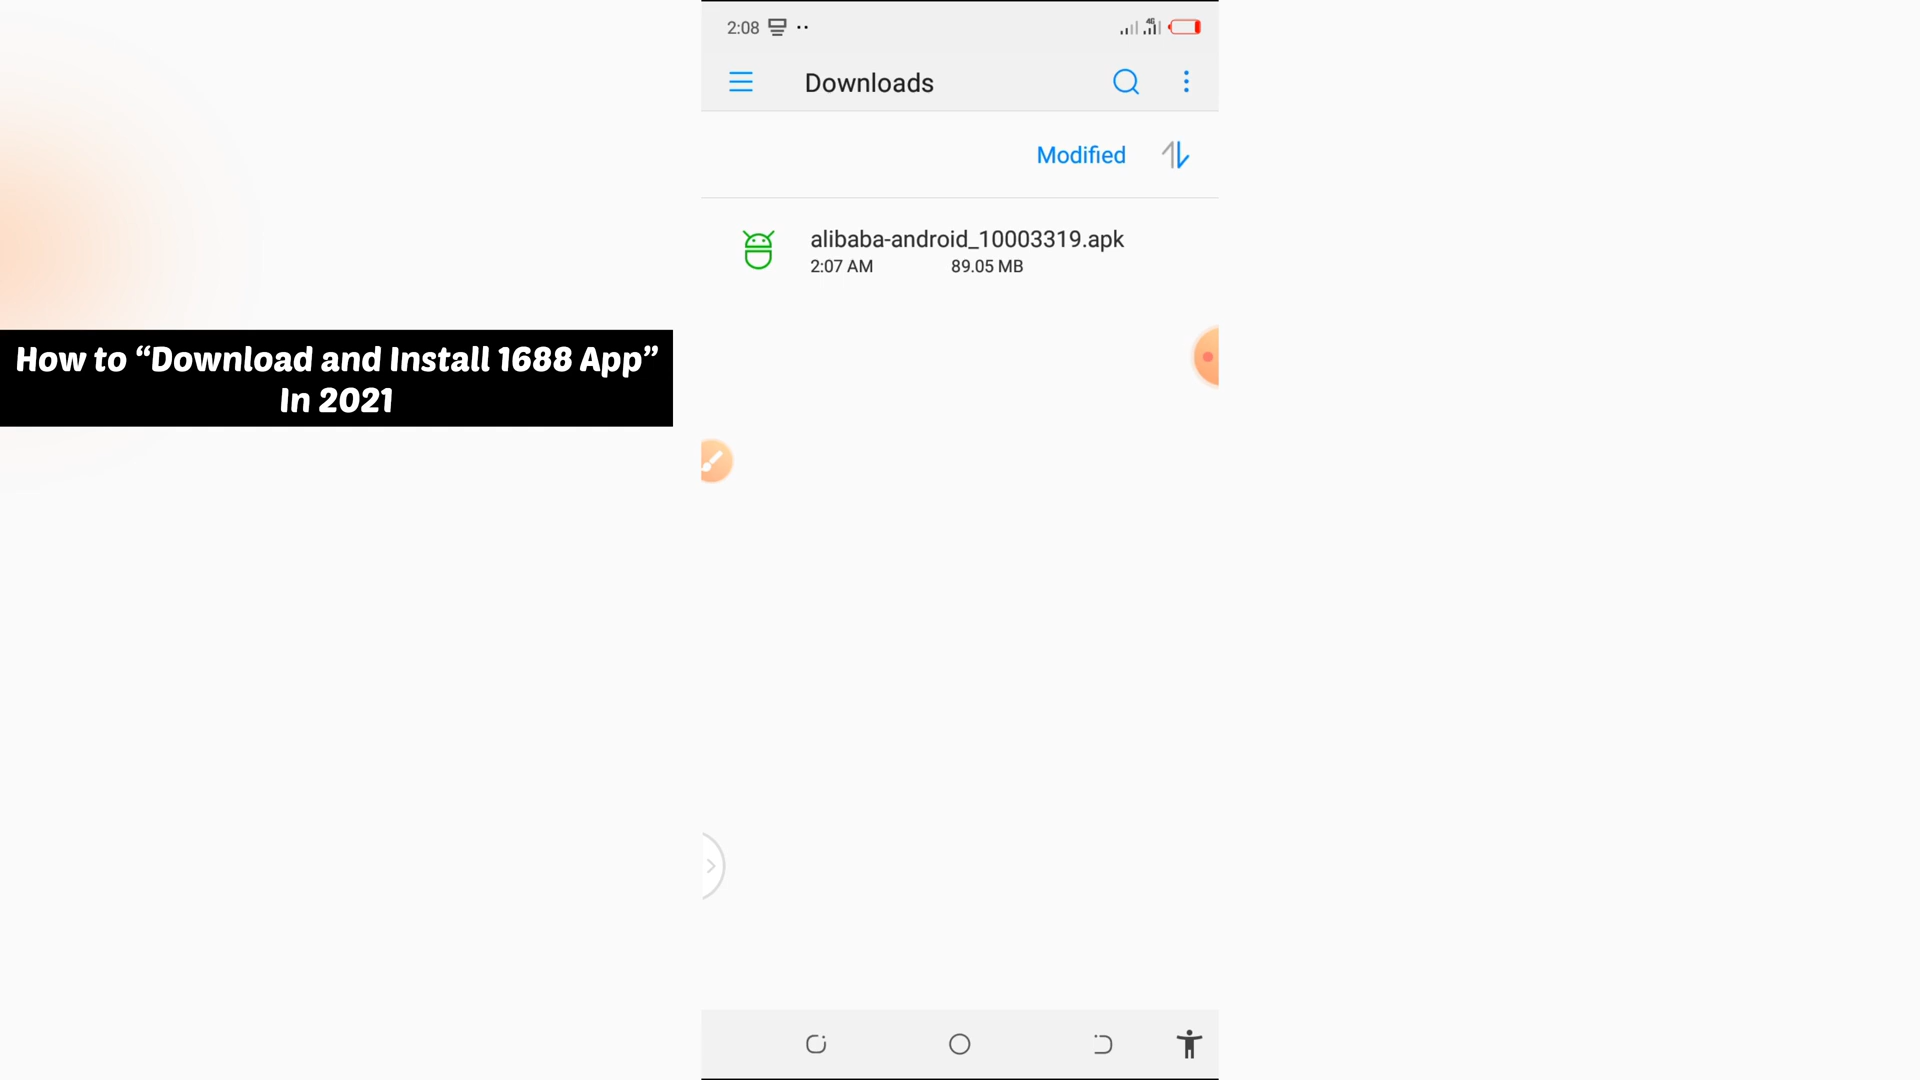 2:08
4G
Downloads
Modified
alibaba-android_10003319.apk
2:07 AM 89.05 MB
How to “Download and Install 1688 App”
In 2021